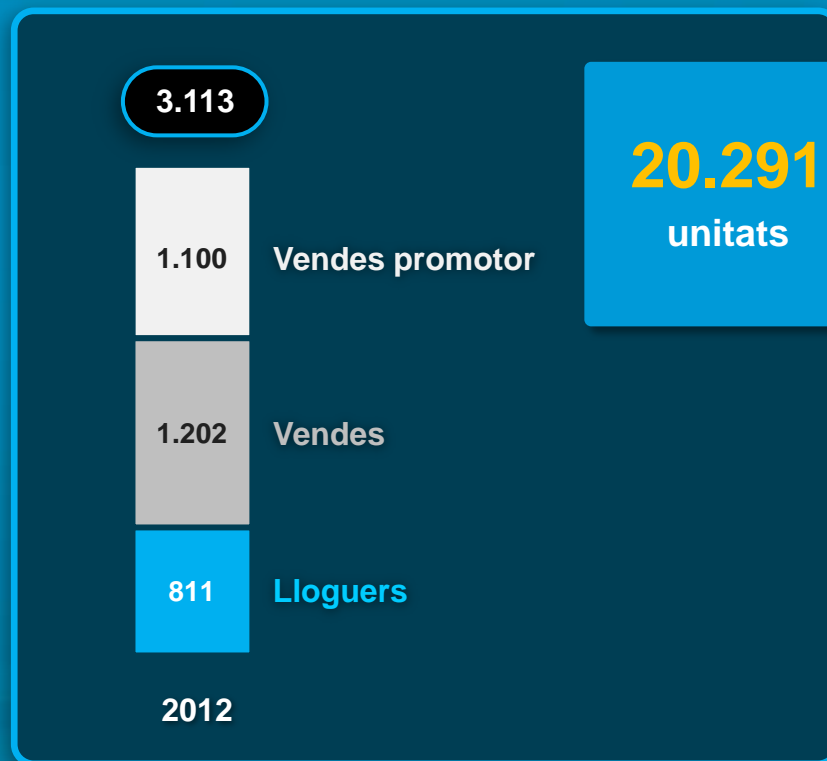 3.113
1.100 Vendes promotor
1.202 Vendes
811 Lloguers
2012
20.291
unitats